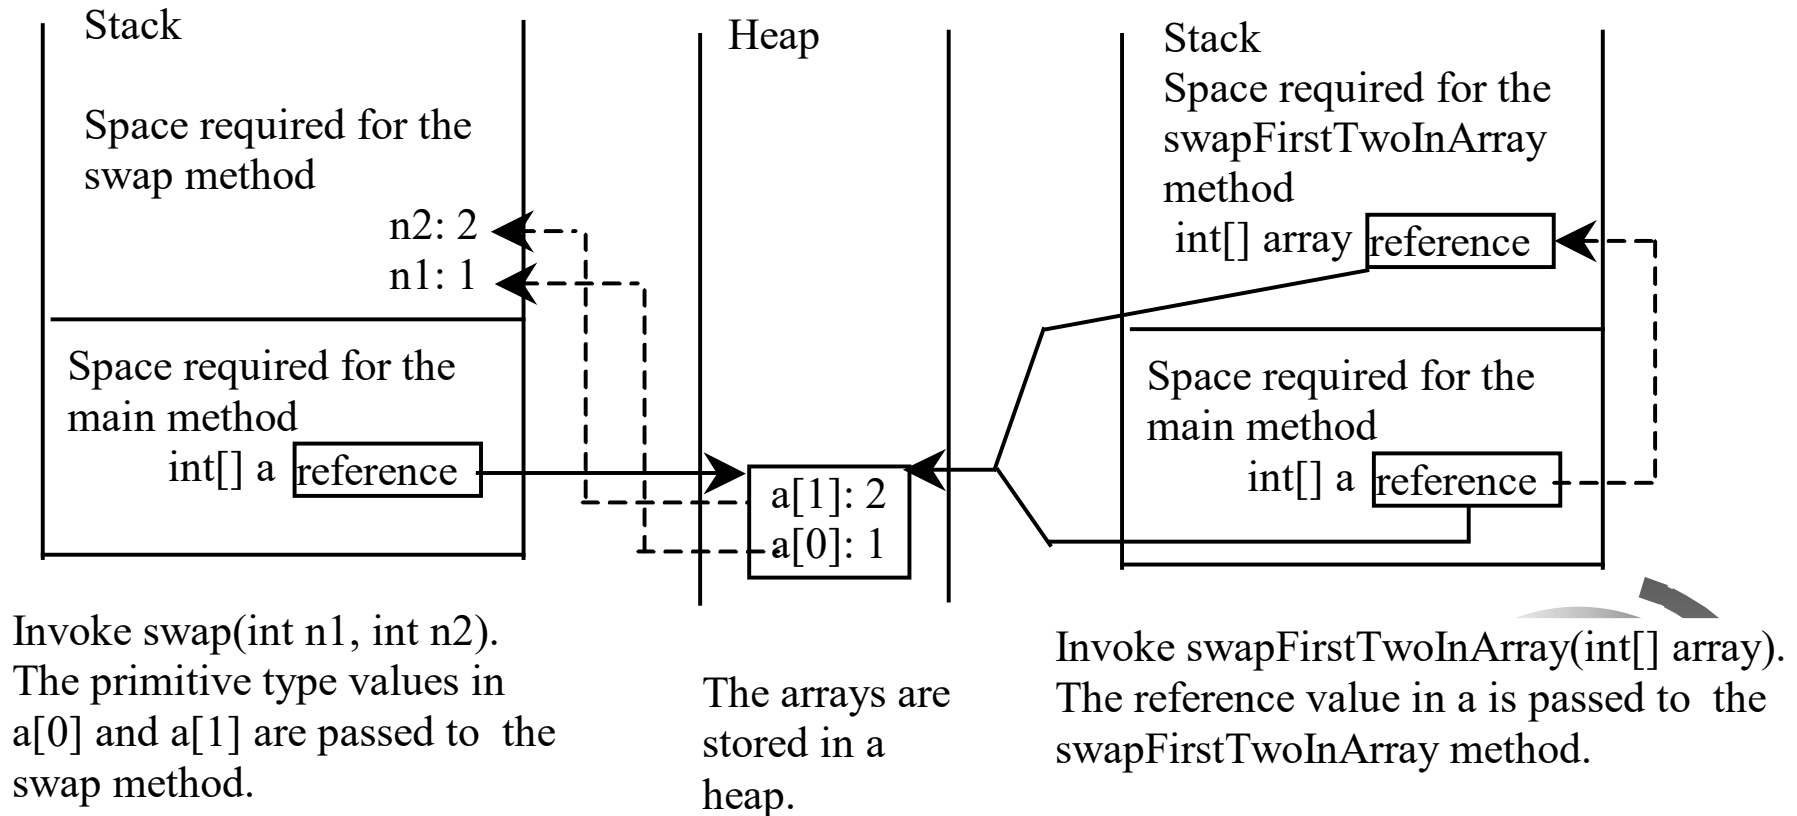 Stack
Space required for the
swap method
n2: 2
n1: 1
Space required for the
main method
int[] a reference
Invoke swap(int n1, int n2).
The primitive type values in
a[0] and a[1] are passed to the
swap method.
Heap
a[1]: 2
a[0]: 1
The arrays are
stored in a
heap.
Stack
Space required for the
swapFirstTwoInArray
method
int[] array reference
Space required for the
main method
int[] a reference
Invoke swapFirstTwoInArray(int[] array).
The reference value in a is passed to the
swapFirstTwoInArray method.